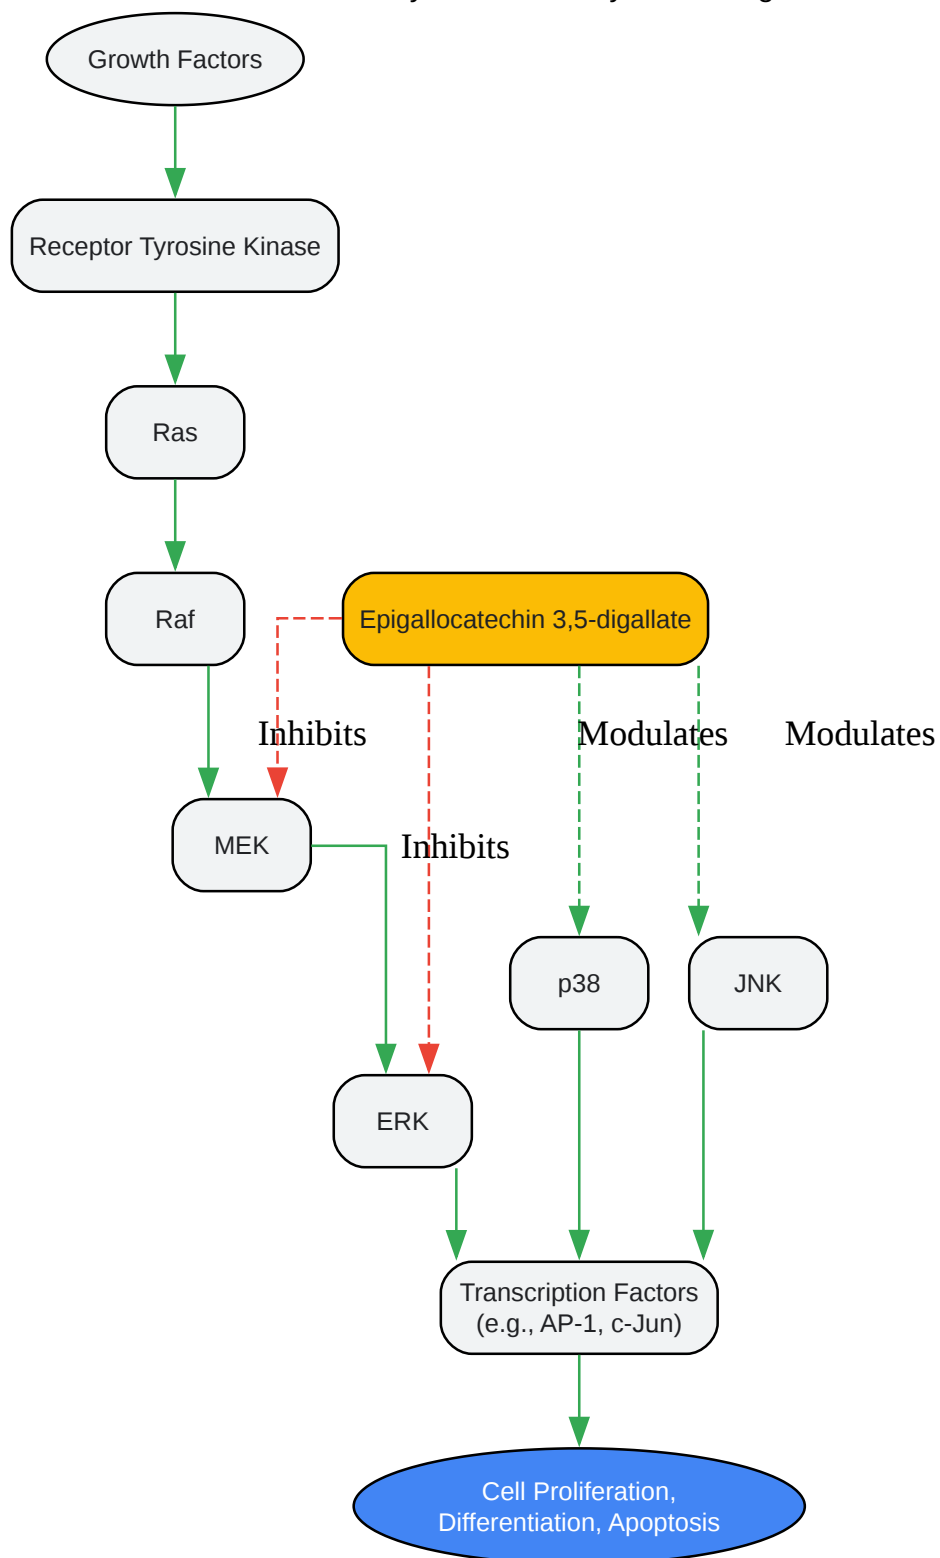 Growth Factors
Receptor Tyrosine Kinase
Ras
Raf
Epigallocatechin 3,5-digallate
Inhibits
Modulates
Modulates
MEK
Inhibits
p38
JNK
ERK
Transcription Factors
(e.g., AP-1, c-Jun)
Cell Proliferation,
Differentiation, Apoptosis